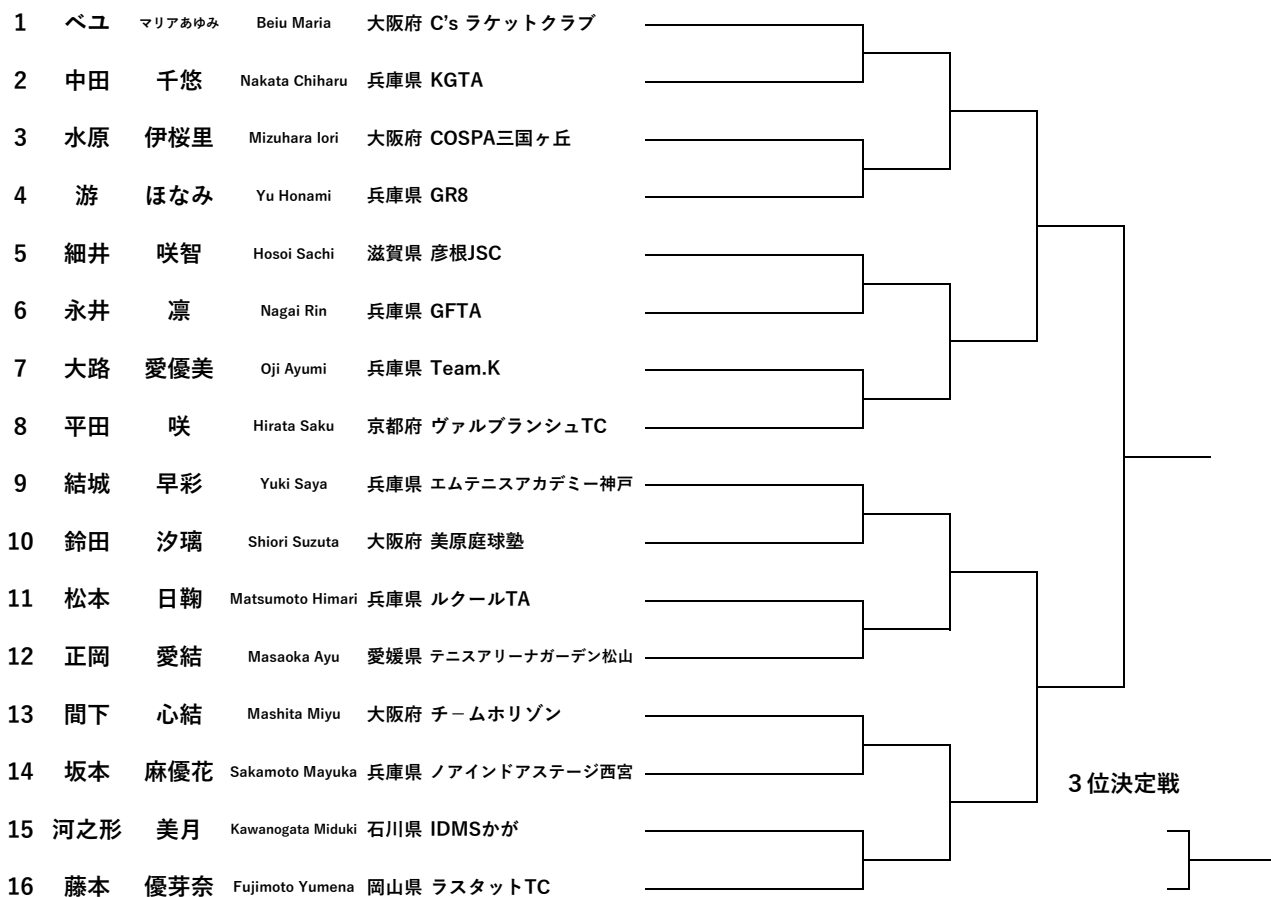 1 ベユ マリアあゆみ Beiu Maria 大阪府 C’s ラケットクラブ
2 中田 千悠 Nakata Chiharu 兵庫県 KGTA
3 水原 伊桜里 Mizuhara Iori 大阪府 COSPA三国ヶ丘
4 游 ほなみ Yu Honami 兵庫県 GR8
5 細井 咲智 Hosoi Sachi 滋賀県 彦根JSC
6 永井 凛 Nagai Rin 兵庫県 GFTA
7 大路 愛優美 Oji Ayumi 兵庫県 Team.K
8 平田 咲 Hirata Saku 京都府 ヴァルブランシュTC
9 結城 早彩 Yuki Saya 兵庫県 エムテニスアカデミー神戸
10 鈴田 汐璃 Shiori Suzuta 大阪府 美原庭球塾
11 松本 日鞠 Matsumoto Himari 兵庫県 ルクールTA
12 正岡 愛結 Masaoka Ayu 愛媛県 テニスアリーナガーデン松山
13 間下 心結 Mashita Miyu 大阪府 チ－ムホリゾン
14 坂本 麻優花 Sakamoto Mayuka 兵庫県 ノアインドアステージ西宮
3位決定戦
15 河之形 美月 Kawanogata Miduki 石川県 IDMSかが
16 藤本 優芽奈 Fujimoto Yumena 岡山県 ラスタットTC